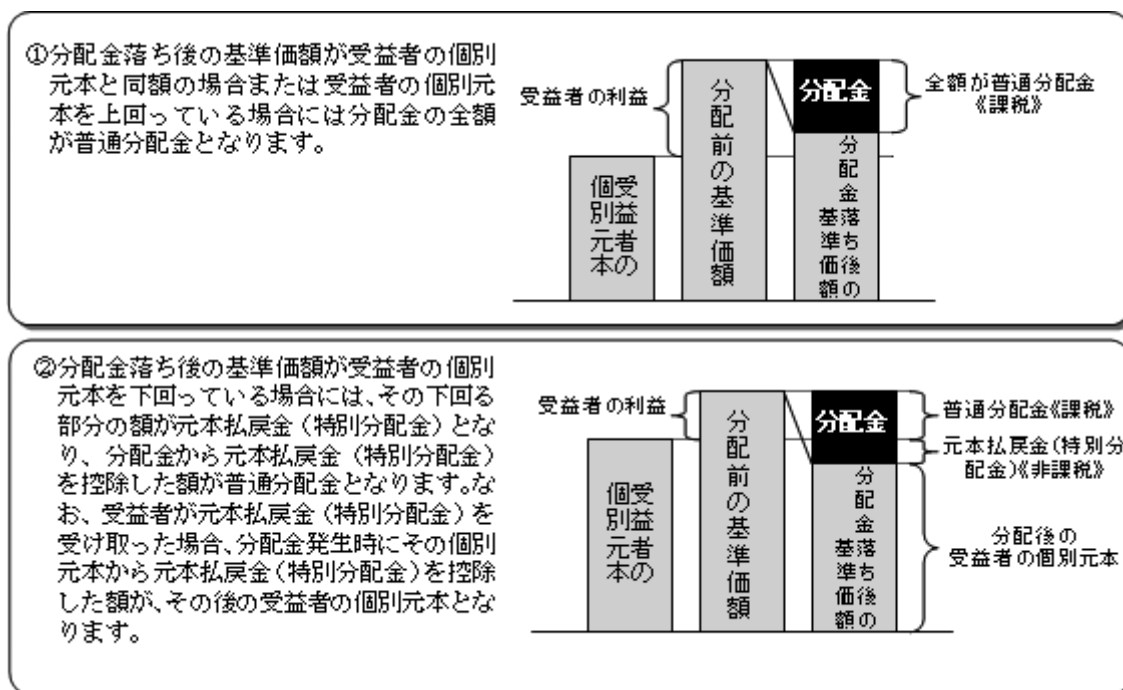 ①分配金落ち後の基準価額が受益者の個別
元本と同額の場合または受益者の個別元
本を上回っている場合には分配金の全額
が普通分配金となります。
受益者の利益
個別元本
受益者の
分配前の基準価額
分配金
分配金落ち後の
基準価額
全額が普通分配金
《課税》
②分配金落ち後の基準価額が受益者の個別
元本を下回っている場合には、その下回る
部分の額が元本払戻金（特別分配金）とな
り、分配金から元本払戻金（特別分配金）
を控除した額が普通分配金となります。な
お、受益者が元本払戻金（特別分配金）を
受け取った場合、分配金発生時にその個別
元本から元本払戻金（特別分配金）を控除
した額が、その後の受益者の個別元本とな
ります。
受益者の利益
受益者の
個別元本
分配前の基準価額
分配金
分配金落ち後の
基準価額
普通分配金《課税》
元本払戻金（特別分
配金）《非課税》
分配後の
受益者の個別元本